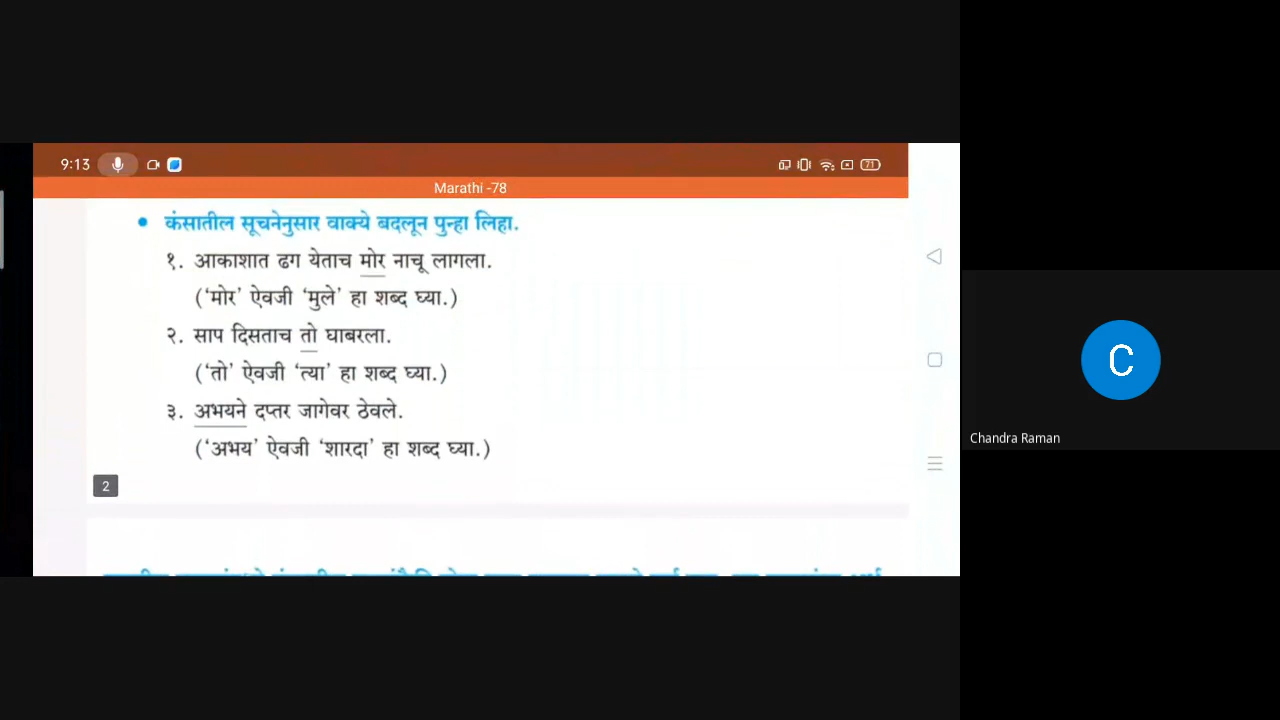 9:13
71
Marathi -78
• कंसातील सूचनेनुसार वाक्ये बदलून पुन्हा लिहा.
१. आकाशात ढग येताच मोर नाचू लागला.
(‘मोर’ ऐवजी ‘मुले’ हा शब्द घ्या.)
२. साप दिसताच तो घाबरला.
(‘तो’ ऐवजी ‘त्या’ हा शब्द घ्या.)
३. अभयने दप्तर जागेवर ठेवले.
(‘अभय’ ऐवजी ‘शारदा’ हा शब्द घ्या.)
2
C
Chandra Raman